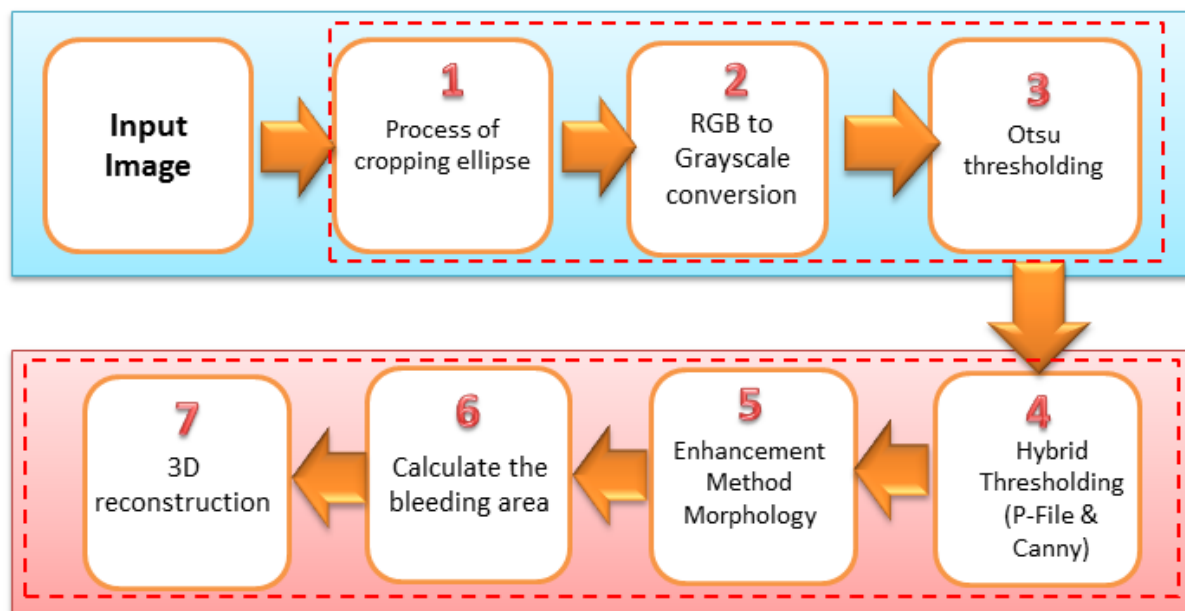 Input
Image
1
Process of
cropping ellipse
2
RGB to
Grayscale
conversion
3
Otsu
thresholding
4
Hybrid
Thresholding
(P-File &
Canny)
5
Enhancement
Method
Morphology
6
Calculate the
bleeding area
7
3D
reconstruction